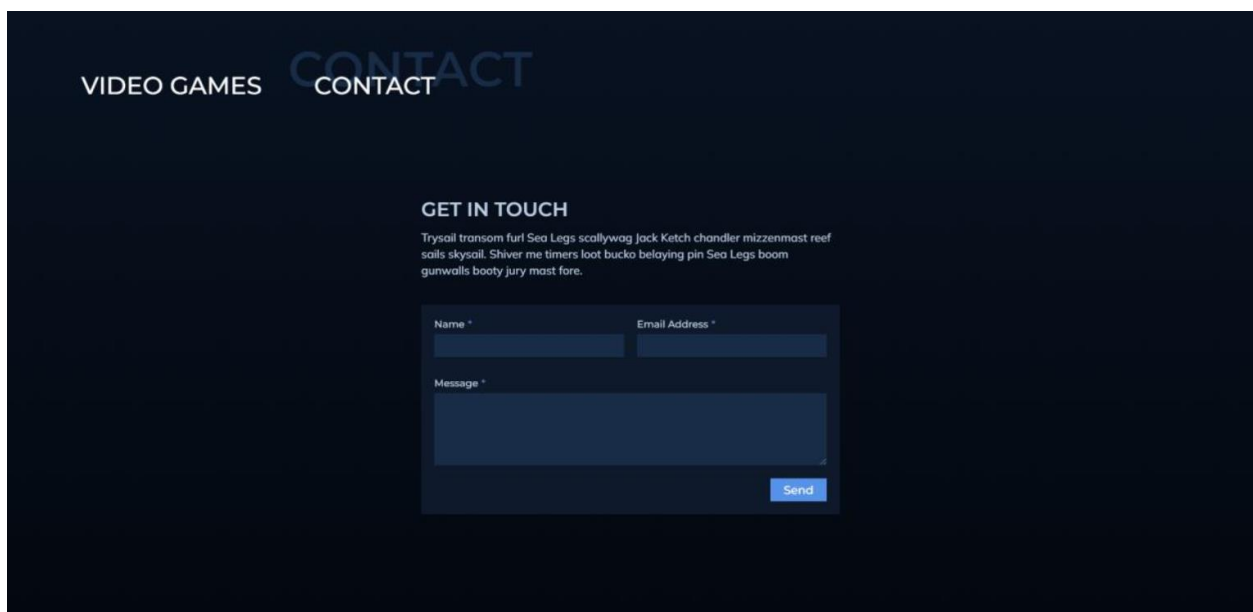 CONTACT
VIDEO GAMES CONTACT
GET IN TOUCH
Trysail transom furl Sea Legs scallywag Jack Ketch chandler mizzenmast reef
sails skysail. Shiver me timers loot bucko belaying pin Sea Legs boom
gunwalls booty jury mast fore.
Name * Email Address *
Message *
Send